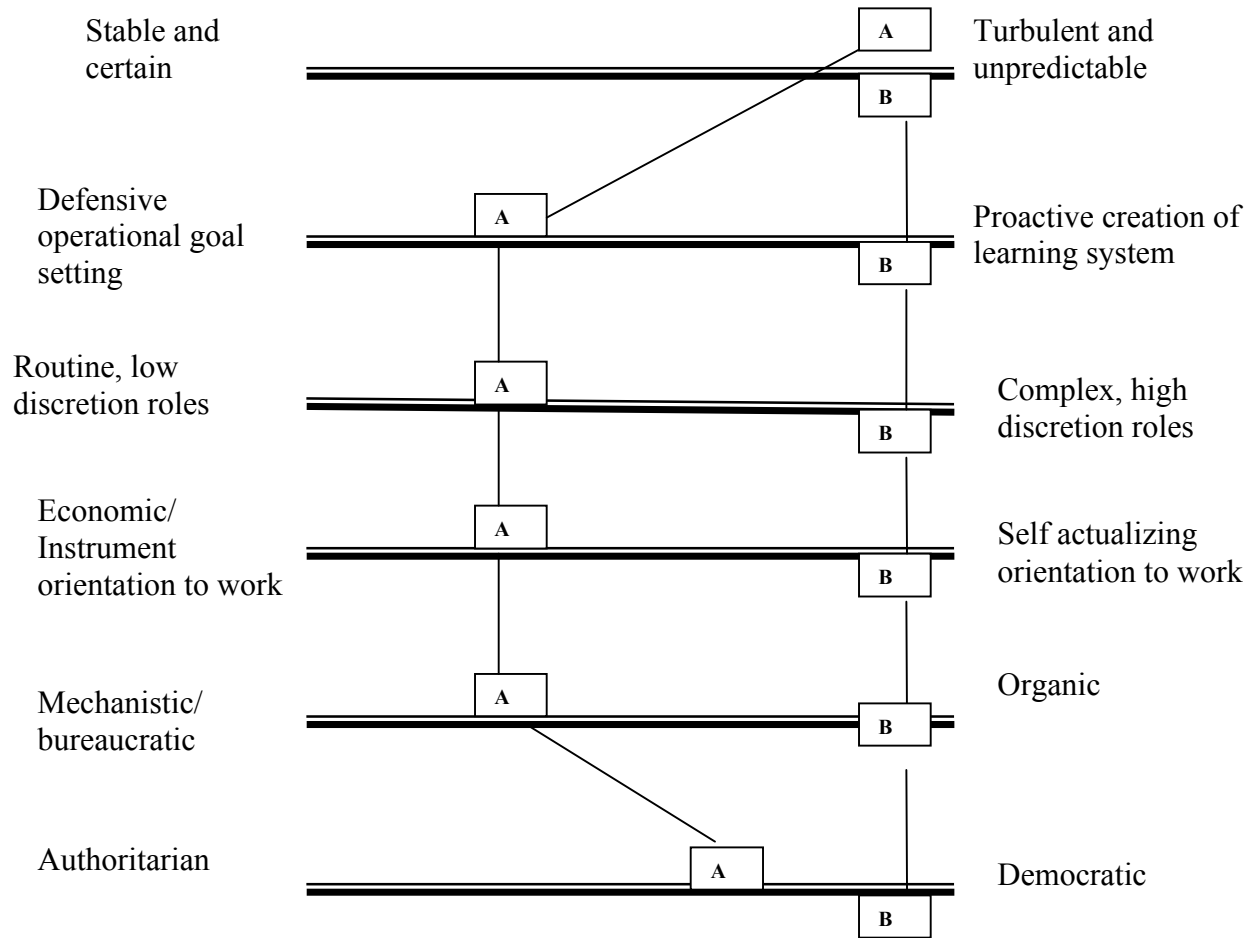 Stable and
certain
A
Turbulent and
unpredictable
B
Defensive
operational goal
setting
A
Proactive creation of
learning system
B
Routine, low
discretion roles
A
Complex, high
discretion roles
B
Economic/
Instrument
orientation to work
A
Self actualizing
orientation to work
B
Mechanistic/
bureaucratic
A
Organic
B
Authoritarian
A
Democratic
B